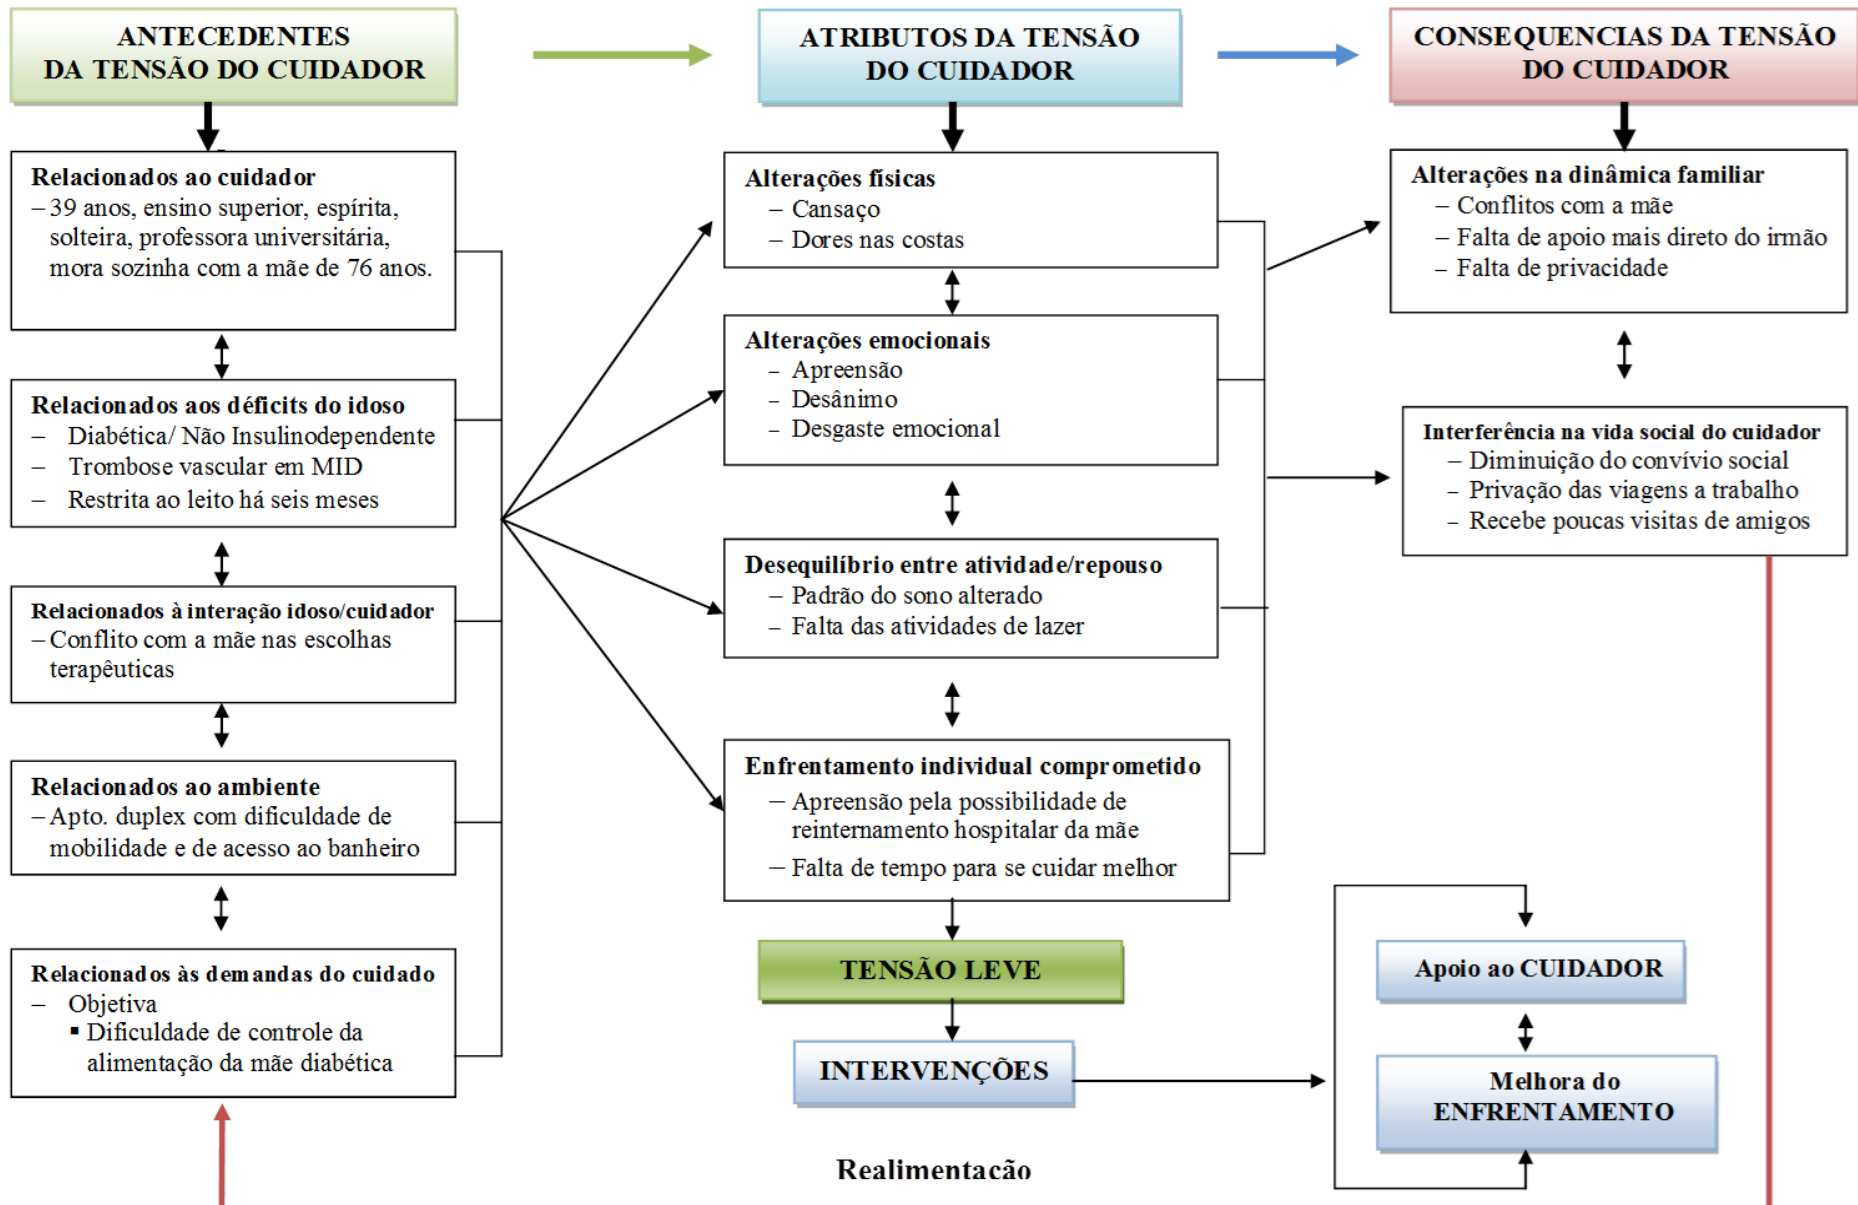 ANTECEDENTES
DA TENSÃO DO CUIDADOR
Relacionados ao cuidador
– 39 anos, ensino superior, espírita,
solteira, professora universitária,
mora sozinha com a mãe de 76 anos.
Relacionados aos déficits do idoso
– Diabética/ Não Insulinodependente
– Trombose vascular em MID
– Restrita ao leito há seis meses
Relacionados à interação idoso/cuidador
– Conflito com a mãe nas escolhas
terapêuticas
Relacionados ao ambiente
– Apto. duplex com dificuldade de
mobilidade e de acesso ao banheiro
Relacionados às demandas do cuidado
– Objetiva
▪ Dificuldade de controle da
alimentação da mãe diabética
ATRIBUTOS DA TENSÃO
DO CUIDADOR
Alterações físicas
– Cansaço
– Dores nas costas
Alterações emocionais
– Apreensão
– Desânimo
– Desgaste emocional
Desequilíbrio entre atividade/repouso
– Padrão do sono alterado
– Falta das atividades de lazer
Enfrentamento individual comprometido
– Apreensão pela possibilidade de
reinternamento hospitalar da mãe
– Falta de tempo para se cuidar melhor
TENSÃO LEVE
INTERVENÇÕES
CONSEQUENCIAS DA TENSÃO
DO CUIDADOR
Alterações na dinâmica familiar
– Conflitos com a mãe
– Falta de apoio mais direto do irmão
– Falta de privacidade
Interferência na vida social do cuidador
– Diminuição do convívio social
– Privação das viagens a trabalho
– Recebe poucas visitas de amigos
Apoio ao CUIDADOR
Melhora do
ENFRENTAMENTO
Realimentação